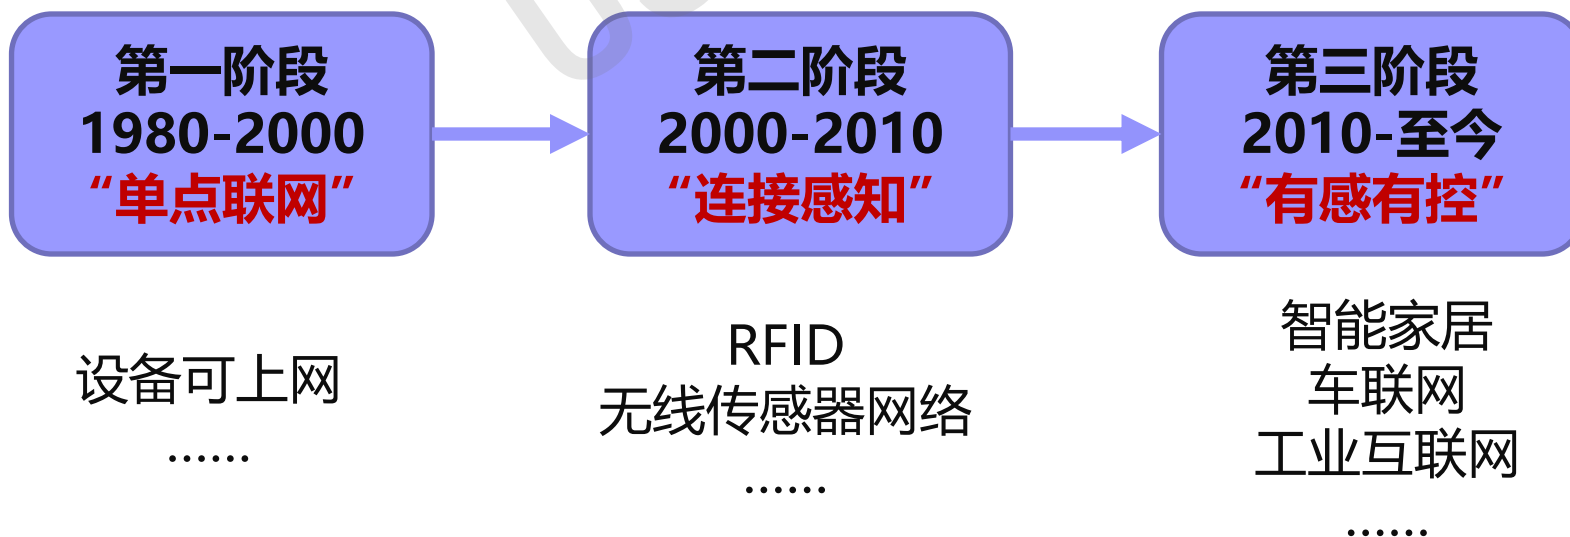 第一阶段
1980-2000
“单点联网”
第二阶段
2000-2010
“连接感知”
第三阶段
2010-至今
“有感有控”
设备可上网
……
RFID
无线传感器网络
……
智能家居
车联网
工业互联网
……